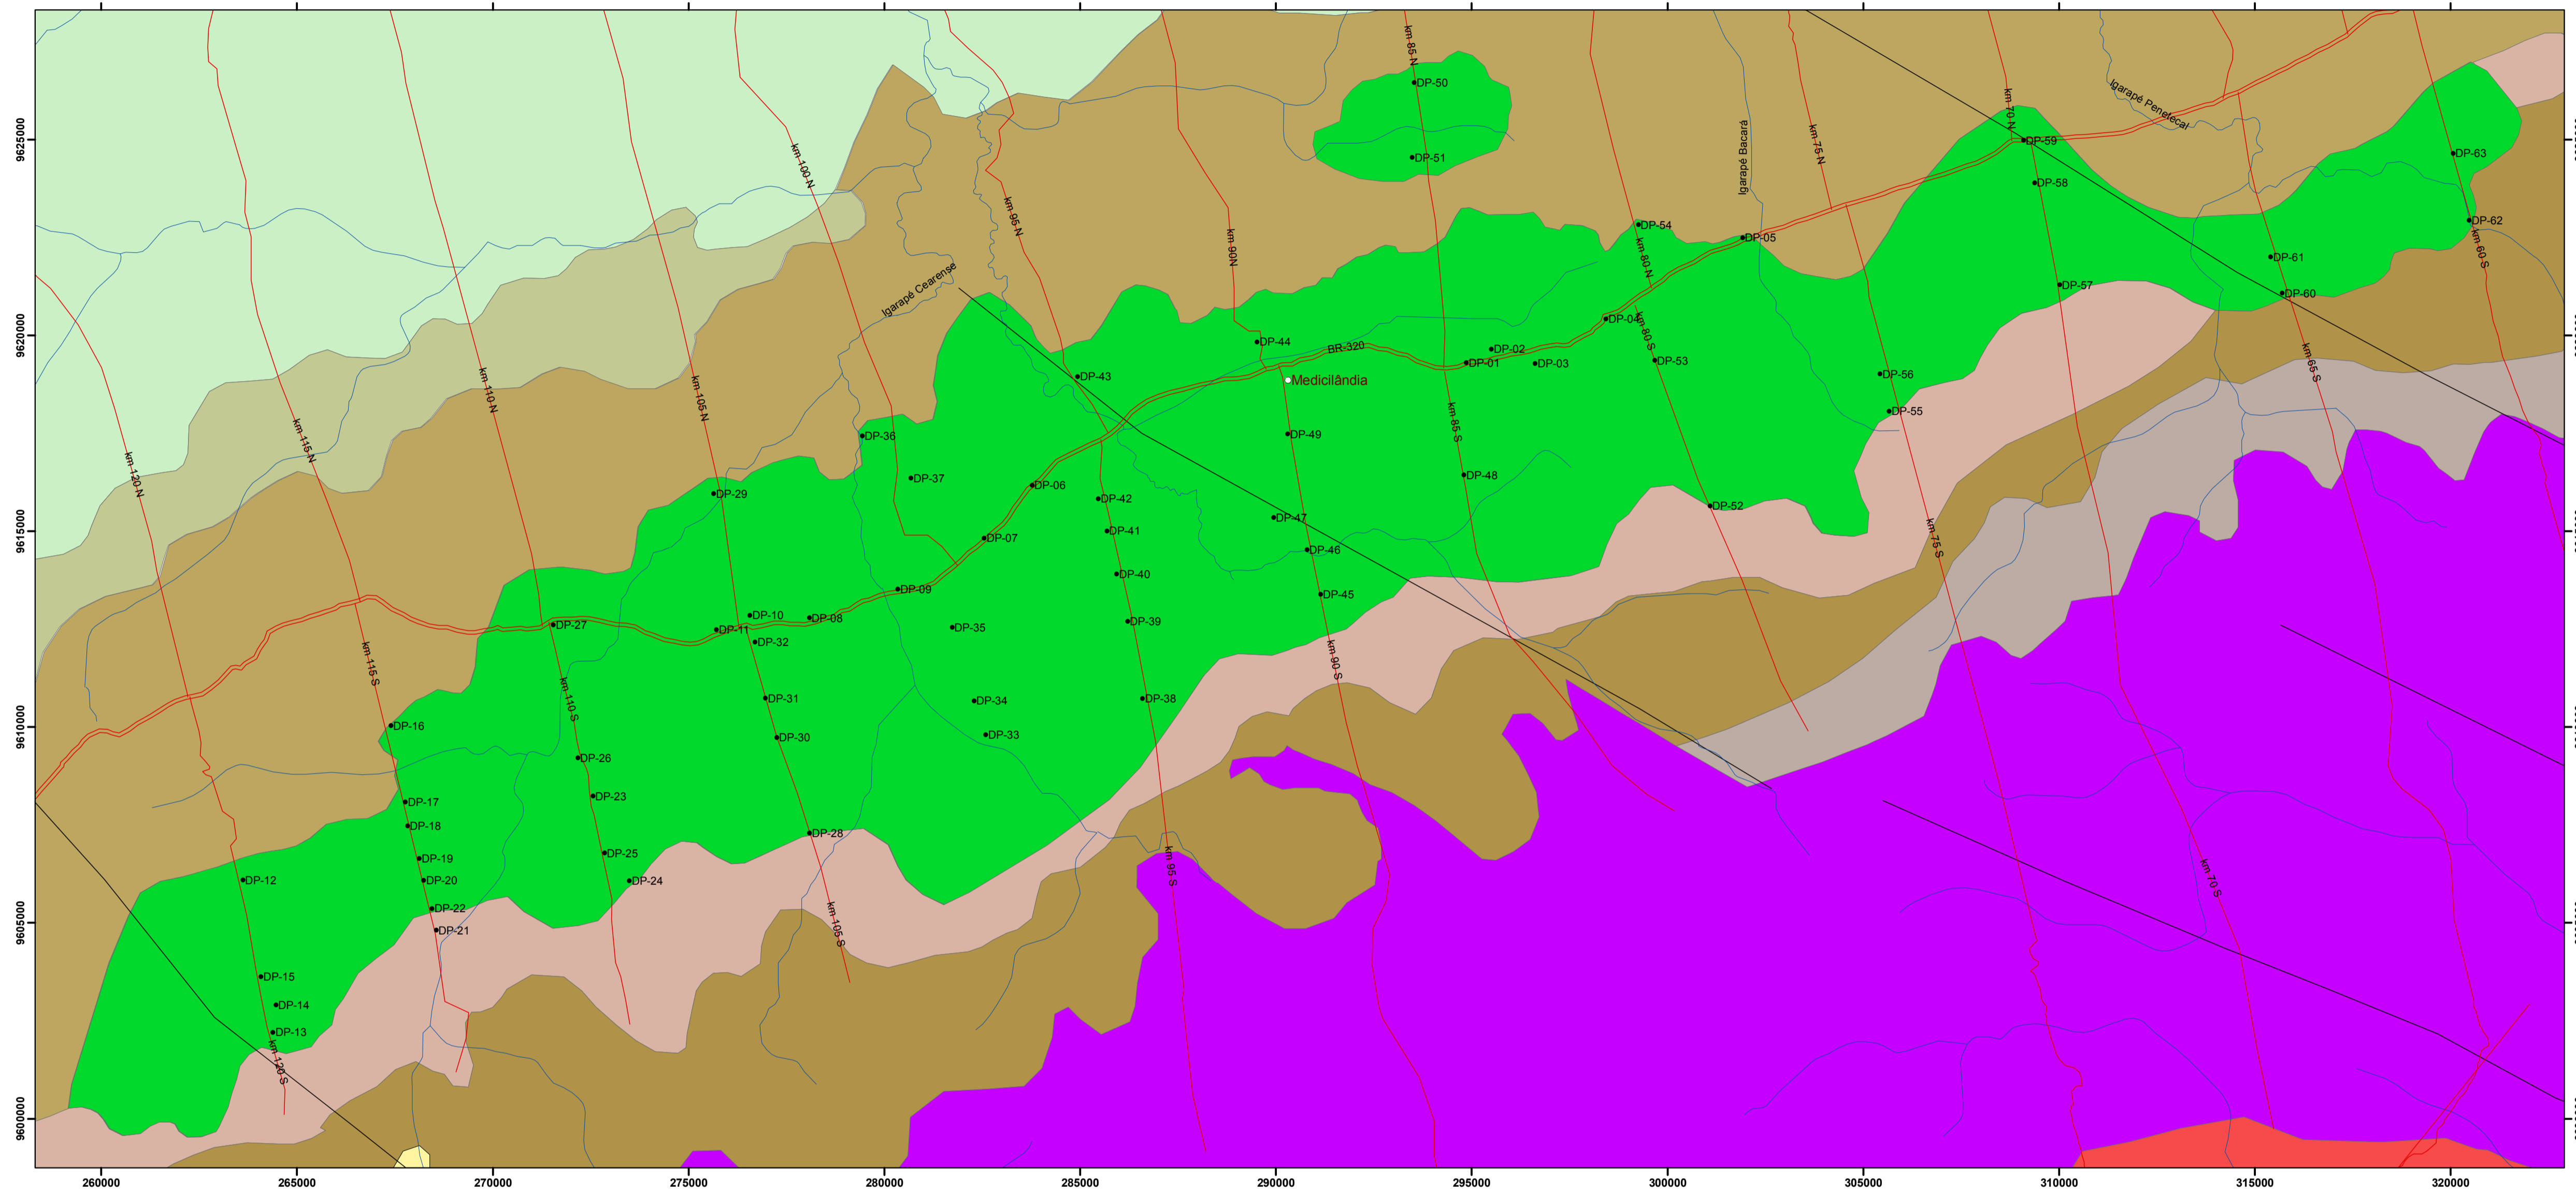 km 85 N
DP-50
km 70 N
Igarapé Penetecal
km 75 N
Igarapé Bacará
km 100 N
DP-59
DP-51
DP-63
DP-58
km 95 N
DP-62
DP-54
km 90N
DP-05
km 60 S
km 80 N
DP-61
Igarapé Cearense
DP-57
DP-60
DP-04
km 80 S
DP-44
BR-320
DP-02
DP-01
DP-03
DP-53
km 65 S
DP-43
Medicilândia
DP-56
km 110 N
km 105 N
DP-55
km 85 S
km 115 N
DP-36
DP-49
km 120 N
DP-37
DP-48
DP-29
DP-06
DP-42
DP-52
DP-47
DP-41
km 75 S
DP-07
DP-46
DP-40
DP-09
DP-45
DP-10
DP-08
DP-27
DP-11
DP-35
DP-39
DP-32
km 115 S
km 90 S
km 110 S
DP-31
DP-34
DP-38
DP-16
DP-30
DP-33
DP-26
DP-23
DP-17
DP-18
DP-28
DP-25
DP-19
km 95 S
km 70 S
DP-12
DP-20
DP-24
DP-22
km 105 S
DP-21
DP-15
DP-14
DP-13
km 120 S
9625000
9620000
9615000
9610000
9605000
9600000
260000 265000 270000 275000 280000 285000 290000 295000 300000 305000 310000 315000 320000